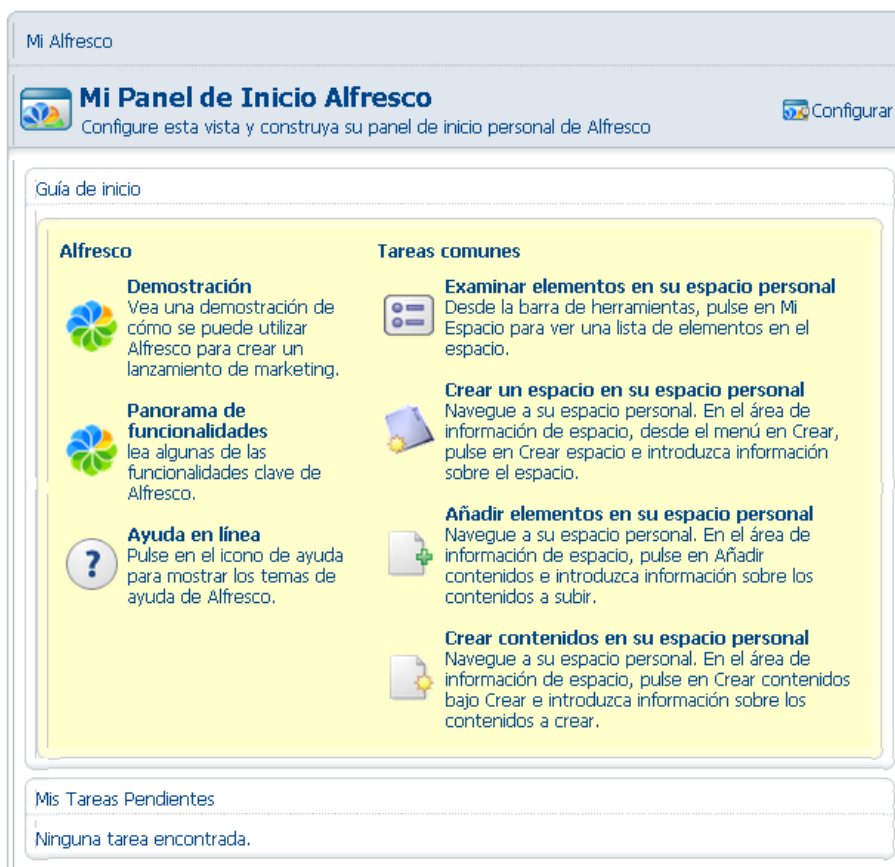 Mi Alfresco
Mi Panel de Inicio Alfresco
Configure esta vista y construya su panel de inicio personal de Alfresco
Configurar
Guía de inicio
Alfresco
Demostración
Vea una demostración de
cómo se puede utilizar
Alfresco para crear un
lanzamiento de marketing.
Panorama de
funcionalidades
lea algunas de las
funcionalidades clave de
Alfresco.
Ayuda en línea
Pulse en el icono de ayuda
para mostrar los temas de
ayuda de Alfresco.
Tareas comunes
Examinar elementos en su espacio personal
Desde la barra de herramientas, pulse en Mi
Espacio para ver una lista de elementos en el
espacio.
Crear un espacio en su espacio personal
Navegue a su espacio personal. En el área de
información de espacio, desde el menú en Crear,
pulse en Crear espacio e introduzca información
sobre el espacio.
Añadir elementos en su espacio personal
Navegue a su espacio personal. En el área de
información de espacio, pulse en Añadir
contenidos e introduzca información sobre los
contenidos a subir.
Crear contenidos en su espacio personal
Navegue a su espacio personal. En el área de
información de espacio, pulse en Crear contenidos
bajo Crear e introduzca información sobre los
contenidos a crear.
Mis Tareas Pendientes
Ninguna tarea encontrada.